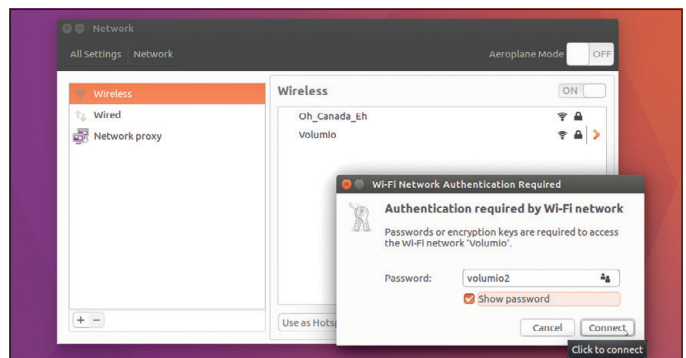 Network
All Settings Network Aeroplane Mode OFF
Wireless
Wired
Network proxy
Wireless ON
Oh_Canada_Eh
Volumio
Wi-Fi Network Authentication Required
Authentication required by Wi-Fi network
Passwords or encryption keys are required to access
the Wi-Fi network 'Volumio'.
Password: volumio2
Show password
Cancel Connect
Use as Hots
Click to connect